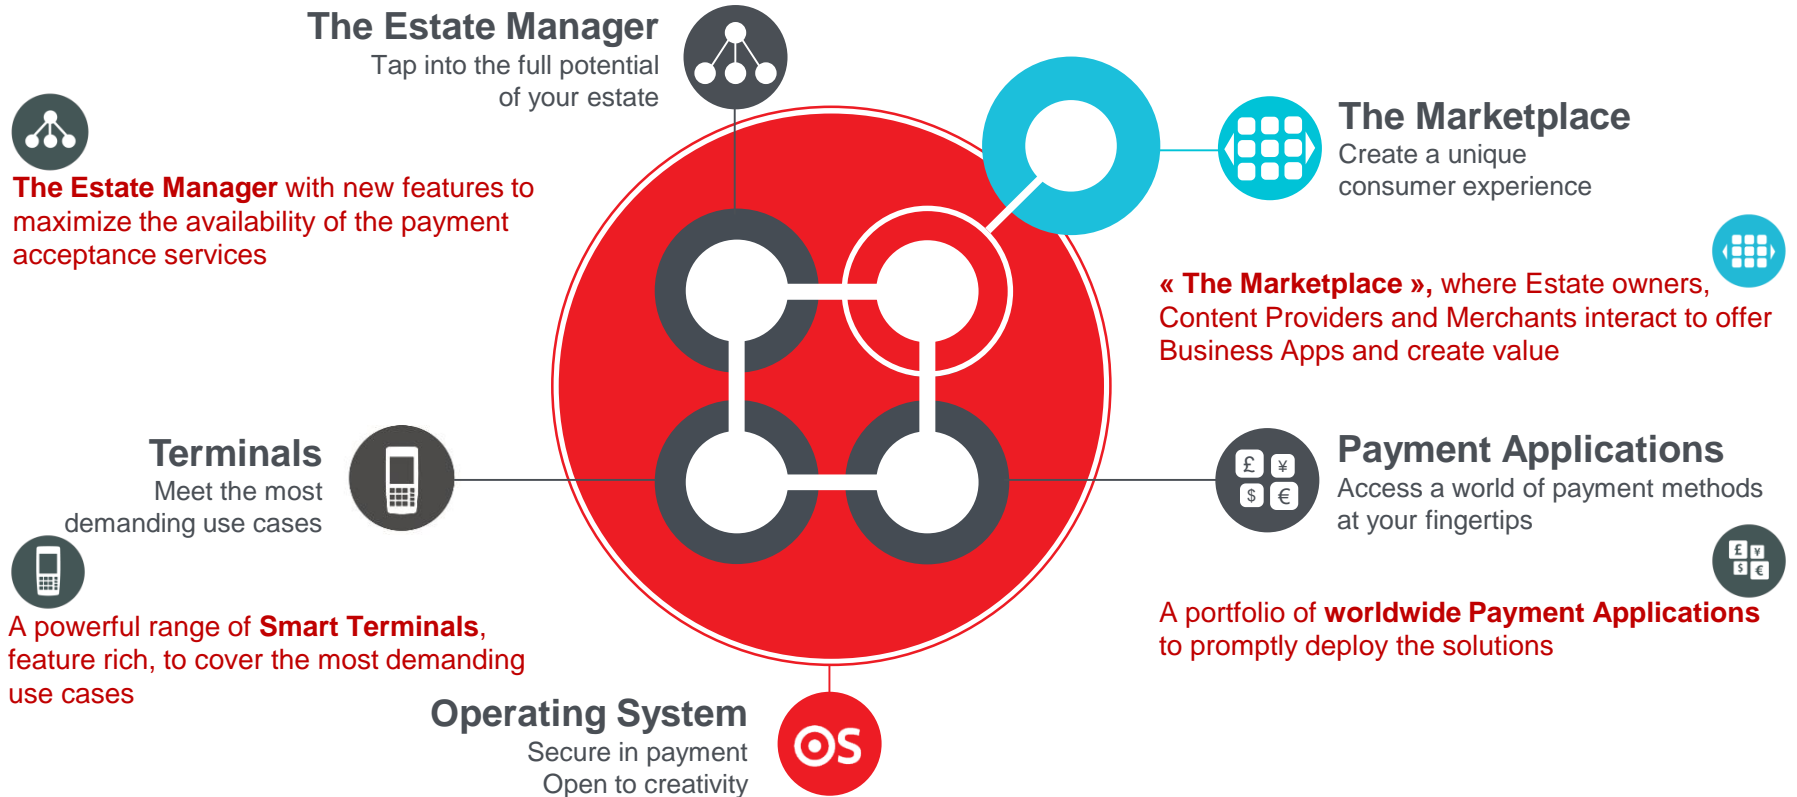 The Estate Manager
Tap into the full potential
of your estate
The Estate Manager with new features to
maximize the availability of the payment
acceptance services
The Marketplace
Create a unique
consumer experience
« The Marketplace », where Estate owners,
Content Providers and Merchants interact to offer
Business Apps and create value
Terminals
Meet the most
demanding use cases
A powerful range of Smart Terminals,
feature rich, to cover the most demanding
use cases
£ ¥
$ €
Payment Applications
Access a world of payment methods
at your fingertips
£ ¥
$ €
A portfolio of worldwide Payment Applications
to promptly deploy the solutions
Operating System
Secure in payment
Open to creativity
OS